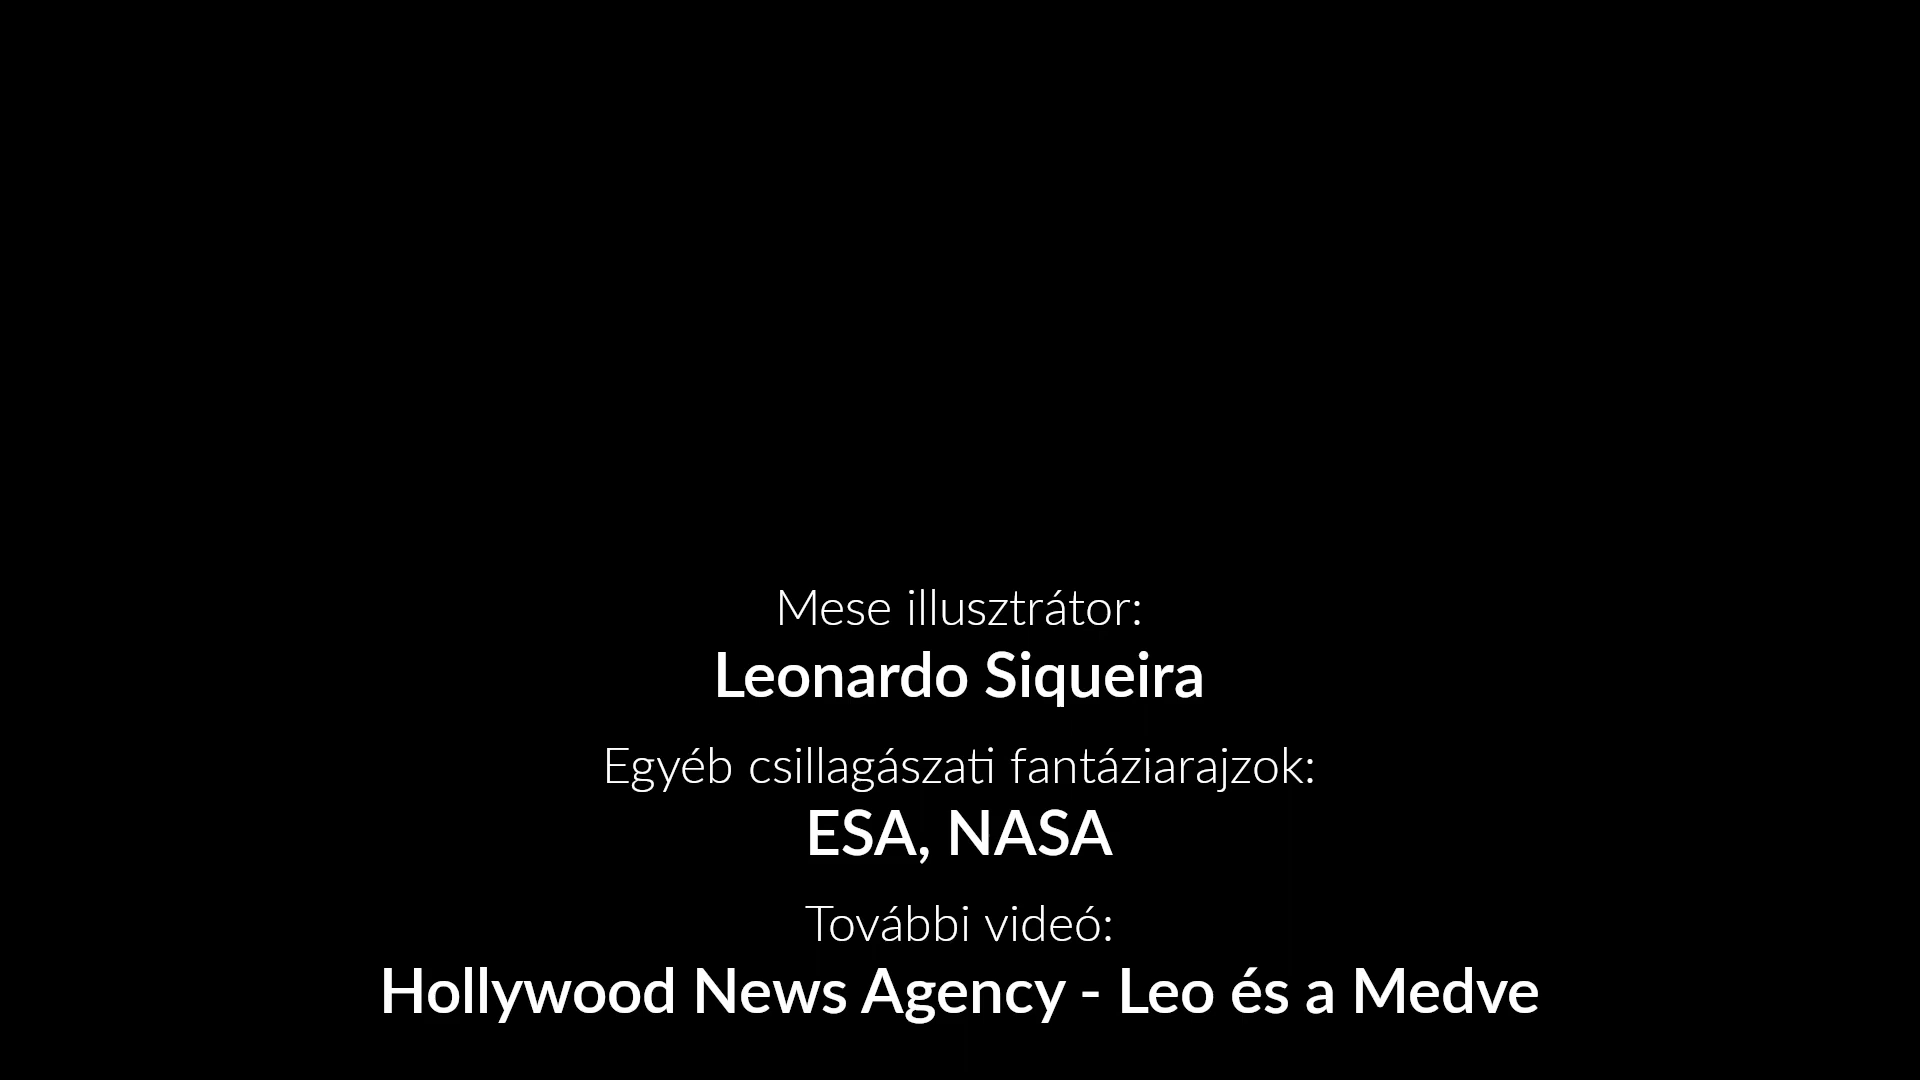 Mese illusztrátor:
Leonardo Siqueira
Egyéb csillagászati fantáziarajzok:
ESA, NASA
További videó:
Hollywood News Agency - Leo és a Medve